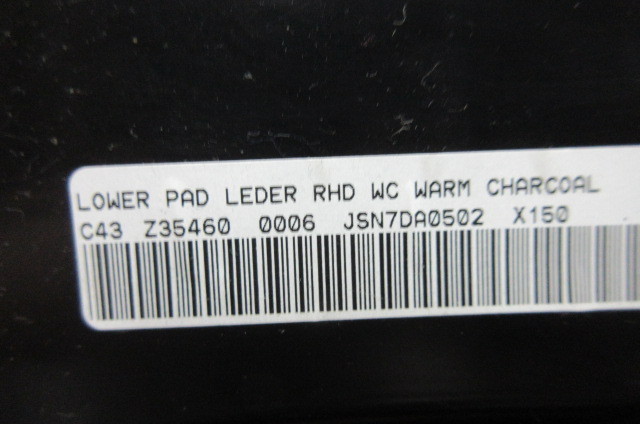 LOWER PAD LEDER RHD WC WARM CHARCOAL
C43 Z35460 0006 JSN7DA0502 X150